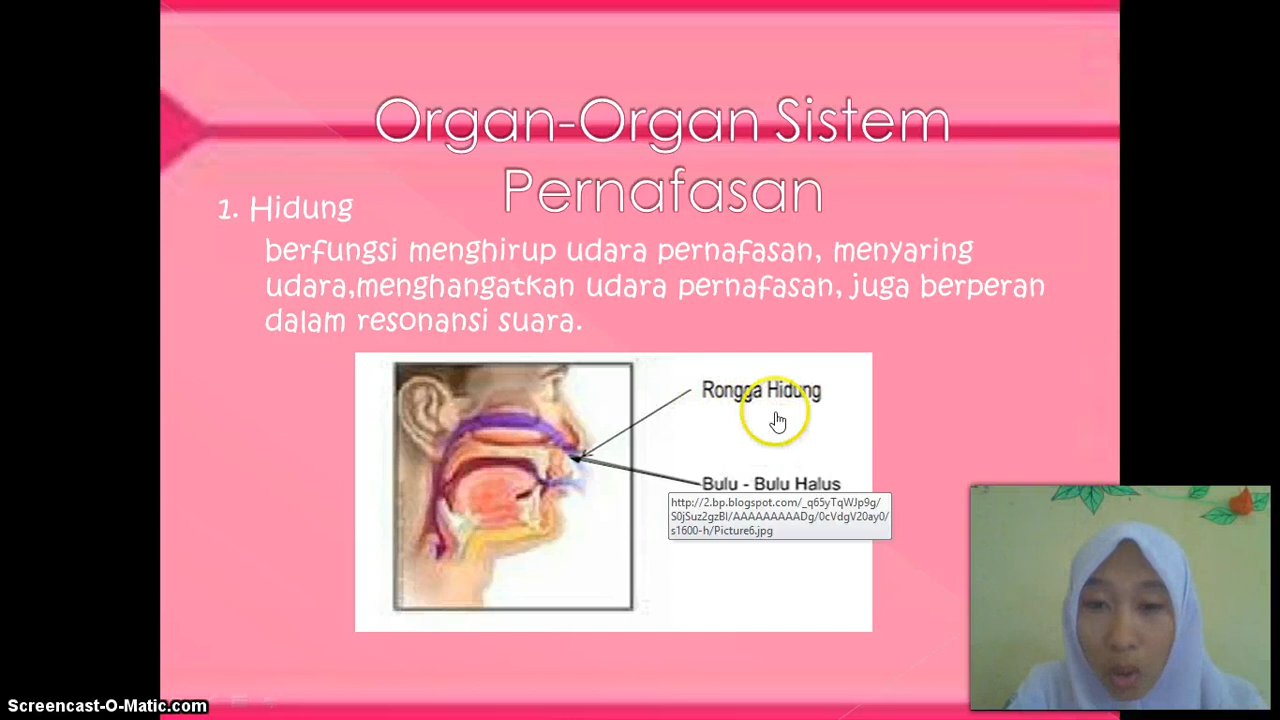 Organ-Organ Sistem
Pernafasan
1. Hidung
berfungsi menghirup udara pernafasan, menyaring
udara,menghangatkan udara pernafasan, juga berperan
dalam resonansi suara.
Rongga Hidung
Bulu - Bulu Halus
http://2.bp.blogspot.com/_q65yTqWJp9g/
S0jSuz2gzBI/AAAAAAAAADg/0cVdgV20ay0/
s1600-h/Picture6.jpg
Screencast-O-Matic.com